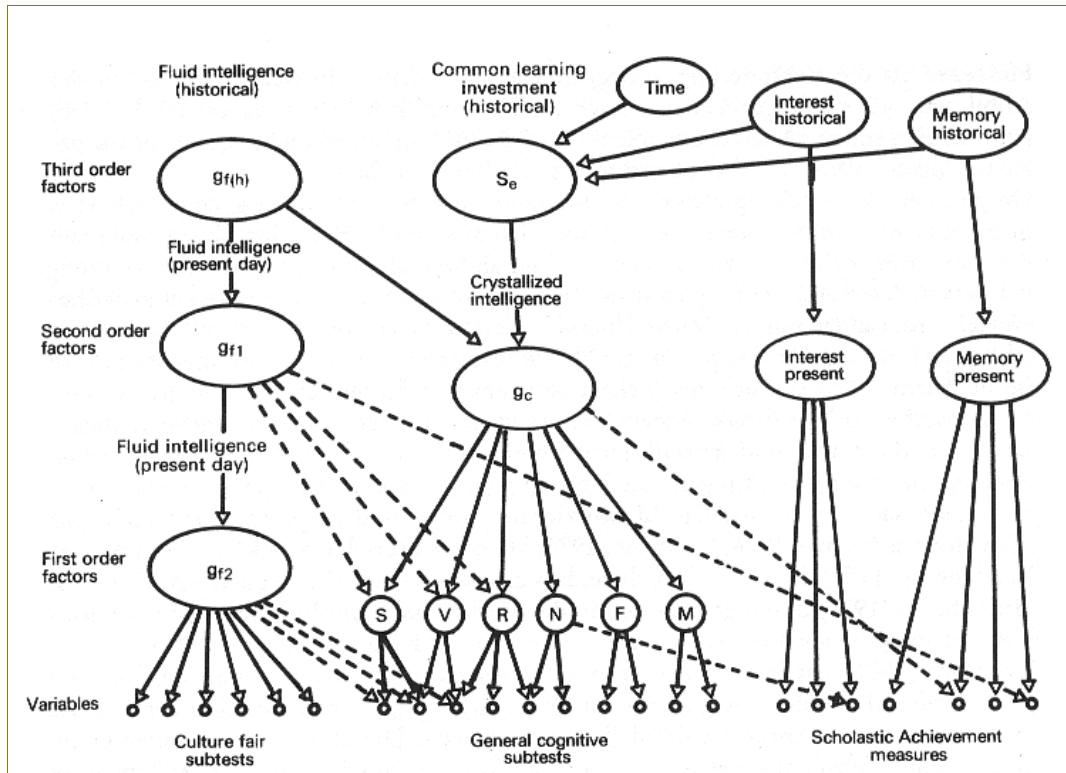 Fluid intelligence
(historical)
Common learning
investment
(historical)
Time
Interest
historical
Memory
historical
Third order
factors
gf(h)
Se
Fluid intelligence
(present day)
Crystallized
intelligence
Second order
factors
gf1
gc
Interest
present
Memory
present
Fluid intelligence
(present day)
First order
factors
gf2
S
V
R
N
F
M
Variables
Culture fair
subtests
General cognitive
subtests
Scholastic Achievement
measures